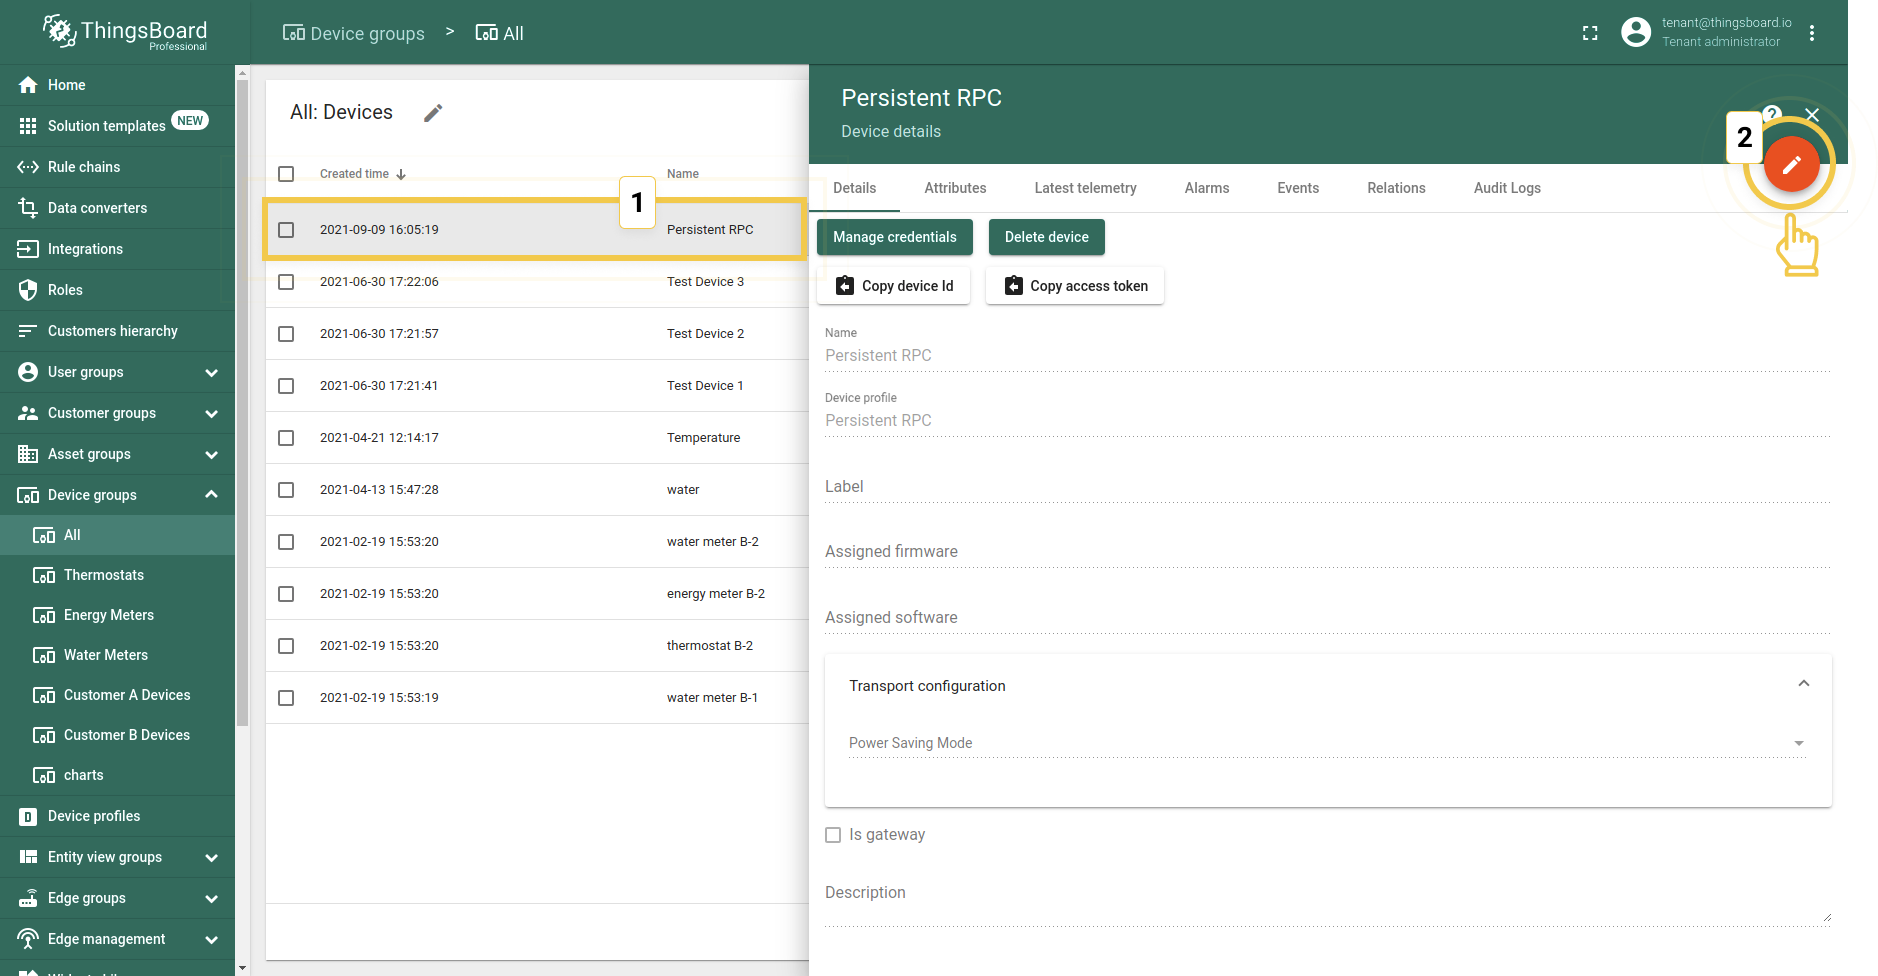 ThingsBoard
Professional
Device groups > All
tenant@thingsboard.io
Tenant administrator
Home
Solution templates NEW
Rule chains
Data converters
Integrations
Roles
Customers hierarchy
User groups
Customer groups
Asset groups
Device groups
All
Thermostats
Energy Meters
Water Meters
Customer A Devices
Customer B Devices
charts
Device profiles
Entity view groups
Edge groups
Edge management
All: Devices
Created time Name
1
2021-09-09 16:05:19 Persistent RPC
2021-06-30 17:22:06 Test Device 3
2021-06-30 17:21:57 Test Device 2
2021-06-30 17:21:41 Test Device 1
2021-04-21 12:14:17 Temperature
2021-04-13 15:47:28 water
2021-02-19 15:53:20 water meter B-2
2021-02-19 15:53:20 energy meter B-2
2021-02-19 15:53:20 thermostat B-2
2021-02-19 15:53:19 water meter B-1
Persistent RPC
Device details
?
2
Details Attributes Latest telemetry Alarms Events Relations Audit Logs
Manage credentials Delete device
Copy device Id Copy access token
Name
Persistent RPC
Device profile
Persistent RPC
Label
Assigned firmware
Assigned software
Transport configuration
Power Saving Mode
Is gateway
Description